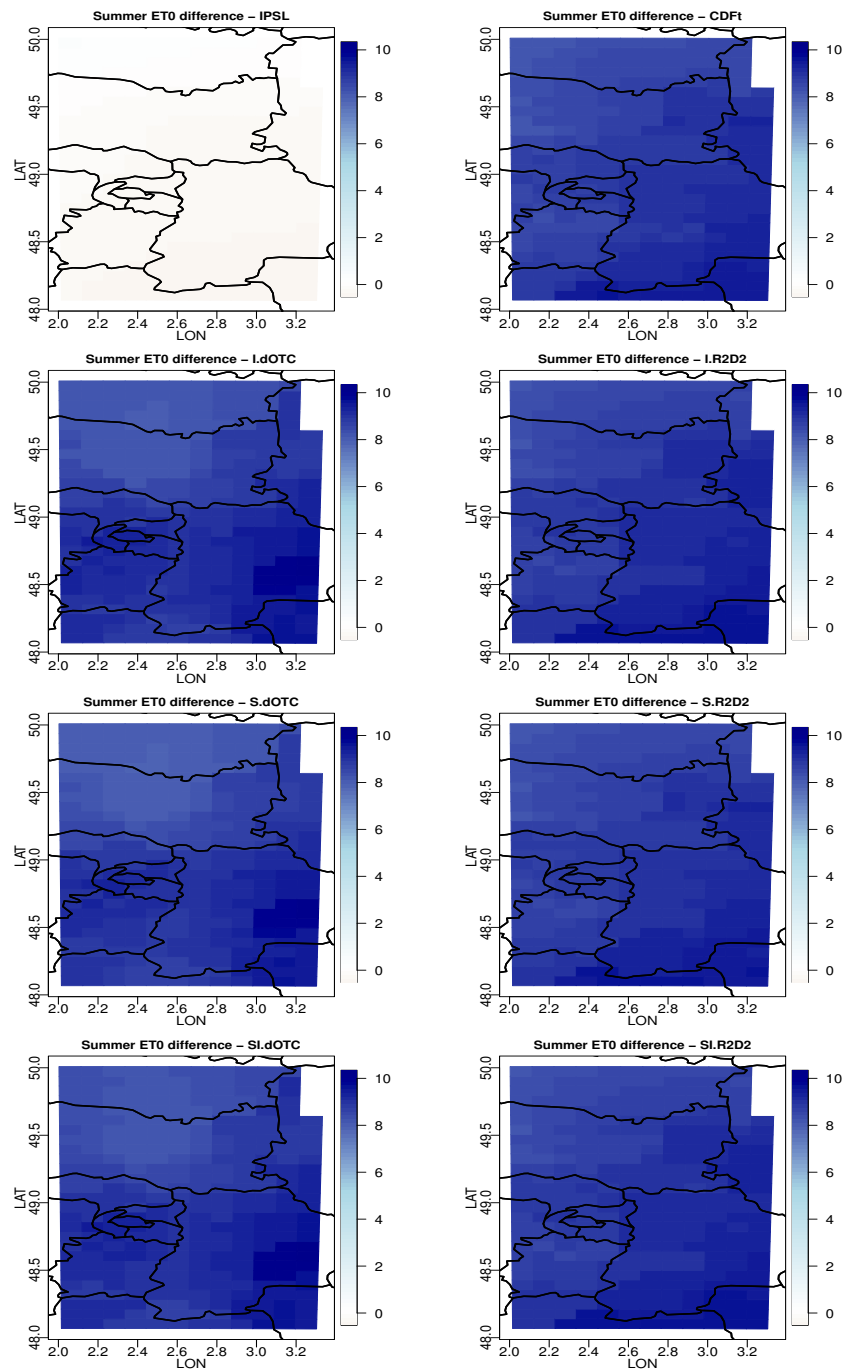 Summer ET0 difference − IPSL
LAT
50.0
49.5
49.0
48.5
48.0
10
8
6
4
2
0
2.0 2.2 2.4 2.6 2.8 3.0 3.2
LON
Summer ET0 difference − CDFt
LAT
50.0
49.5
49.0
48.5
48.0
10
8
6
4
2
0
2.0 2.2 2.4 2.6 2.8 3.0 3.2
LON
Summer ET0 difference − I.dOTC
LAT
50.0
49.5
49.0
48.5
48.0
10
8
6
4
2
0
2.0 2.2 2.4 2.6 2.8 3.0 3.2
LON
Summer ET0 difference − I.R2D2
LAT
50.0
49.5
49.0
48.5
48.0
10
8
6
4
2
0
2.0 2.2 2.4 2.6 2.8 3.0 3.2
LON
Summer ET0 difference − S.dOTC
LAT
50.0
49.5
49.0
48.5
48.0
10
8
6
4
2
0
2.0 2.2 2.4 2.6 2.8 3.0 3.2
LON
Summer ET0 difference − S.R2D2
LAT
50.0
49.5
49.0
48.5
48.0
10
8
6
4
2
0
2.0 2.2 2.4 2.6 2.8 3.0 3.2
LON
Summer ET0 difference − SI.dOTC
LAT
50.0
49.5
49.0
48.5
48.0
10
8
6
4
2
0
2.0 2.2 2.4 2.6 2.8 3.0 3.2
LON
Summer ET0 difference − SI.R2D2
LAT
50.0
49.5
49.0
48.5
48.0
10
8
6
4
2
0
2.0 2.2 2.4 2.6 2.8 3.0 3.2
LON